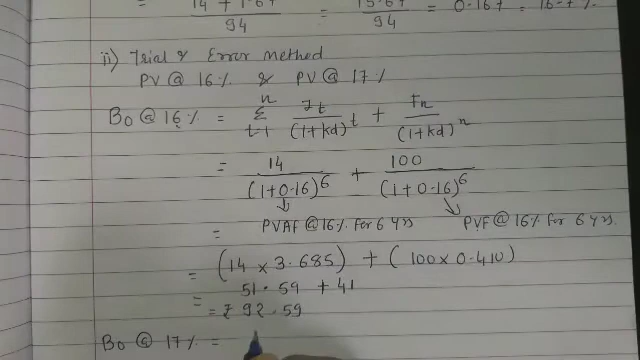 = 14 + 1.67 / 94 = 15.67 / 94 = 0.167 = 16.7 %
ii) Trial & Error method
PV @ 16 % & PV @ 17 %
B0 @ 16 % = n Σ t=1 It / (1+kd)^t + Fn / (1+kd)^n
= 14 / (1+0.16)^6 + 100 / (1+0.16)^6
= PVAF @ 16 % for 6 yrs PVF @ 16 % for 6 yrs.
= (14 × 3.685) + (100 × 0.410)
= 51.59 + 41
= ₹ 92.59
B0 @ 17 % =